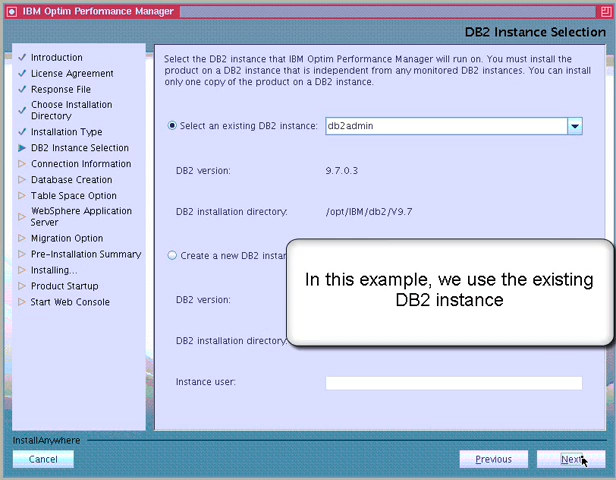 IBM Optim Performance Manager
DB2 Instance Selection
Introduction
License Agreement
Response File
Choose Installation
Directory
Installation Type
DB2 Instance Selection
Connection Information
Database Creation
Table Space Option
WebSphere Application
Server
Migration Option
Pre-Installation Summary
Installing...
Product Startup
Start Web Console
Select the DB2 instance that IBM Optim Performance Manager will run on. You must install the
product on a DB2 instance that is independent from any monitored DB2 instances. You can install
only one copy of the product on a DB2 instance.
Select an existing DB2 instance: db2admin
DB2 version: 9.7.0.3
DB2 installation directory: /opt/IBM/db2/V9.7
Create a new DB2
In this example, we use the existing
DB2 instance
DB2 version:
DB2 installation directory:
Instance user:
InstallAnywhere
Cancel
Previous
Next